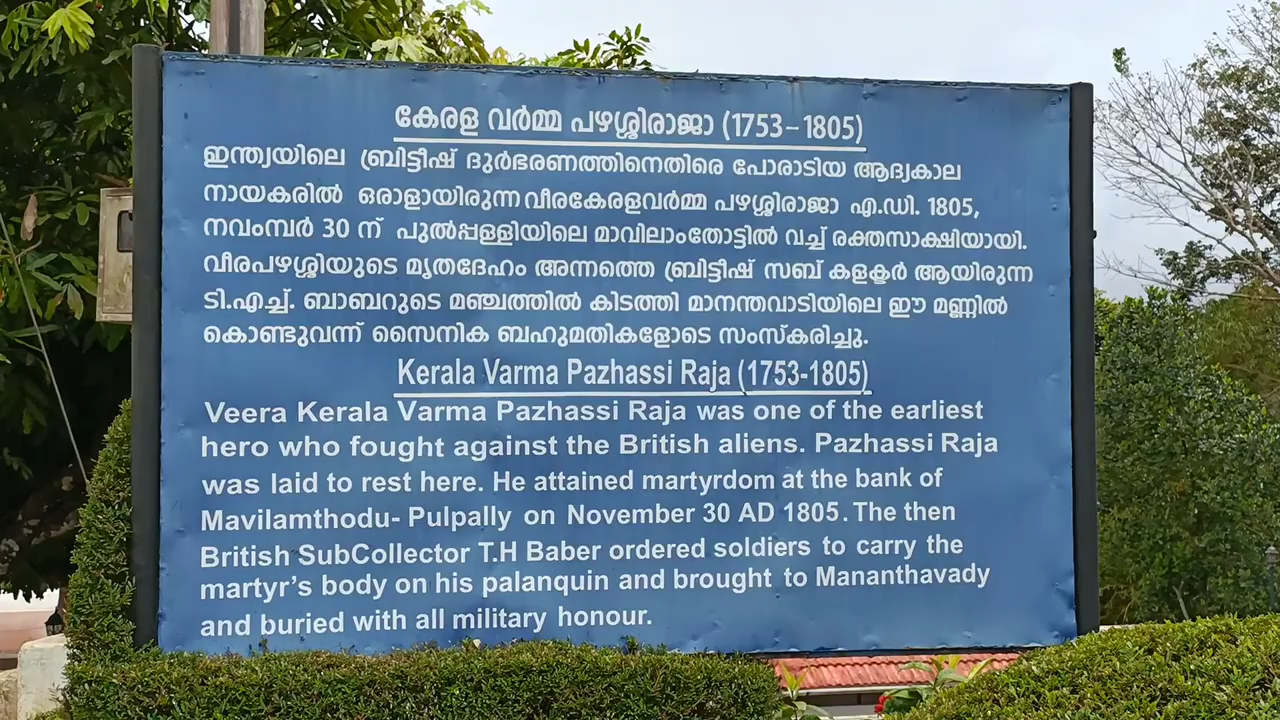 കേരള വർമ്മ പഴശ്ശിരാജാ (1753–1805)
ഇന്ത്യയിലെ ബ്രിട്ടീഷ് ദുർഭരണത്തിനെതിരെ പോരാടിയ ആദ്യകാല
നായകരിൽ ഒരാളായിരുന്ന വീരകേരളവർമ്മ പഴശ്ശിരാജാ എ.ഡി. 1805,
നവംമ്പർ 30 ന് പുൽപ്പള്ളിയിലെ മാവിലാംതോട്ടിൽ വച്ച് രക്തസാക്ഷിയായി.
വീരപഴശ്ശിയുടെ മൃതദേഹം അന്നത്തെ ബ്രിട്ടീഷ് സബ് കളക്ടർ ആയിരുന്ന
ടി.എച്ച്. ബാബറുടെ മഞ്ചത്തിൽ കിടത്തി മാനന്തവാടിയിലെ ഈ മണ്ണിൽ
കൊണ്ടുവന്ന് സൈനിക ബഹുമതികളോടെ സംസ്കരിച്ചു.
Kerala Varma Pazhassi Raja (1753-1805)
Veera Kerala Varma Pazhassi Raja was one of the earliest
hero who fought against the British aliens. Pazhassi Raja
was laid to rest here. He attained martyrdom at the bank of
Mavilamthodu- Pulpally on November 30 AD 1805. The then
British SubCollector T.H Baber ordered soldiers to carry the
martyr's body on his palanquin and brought to Mananthavady
and buried with all military honour.